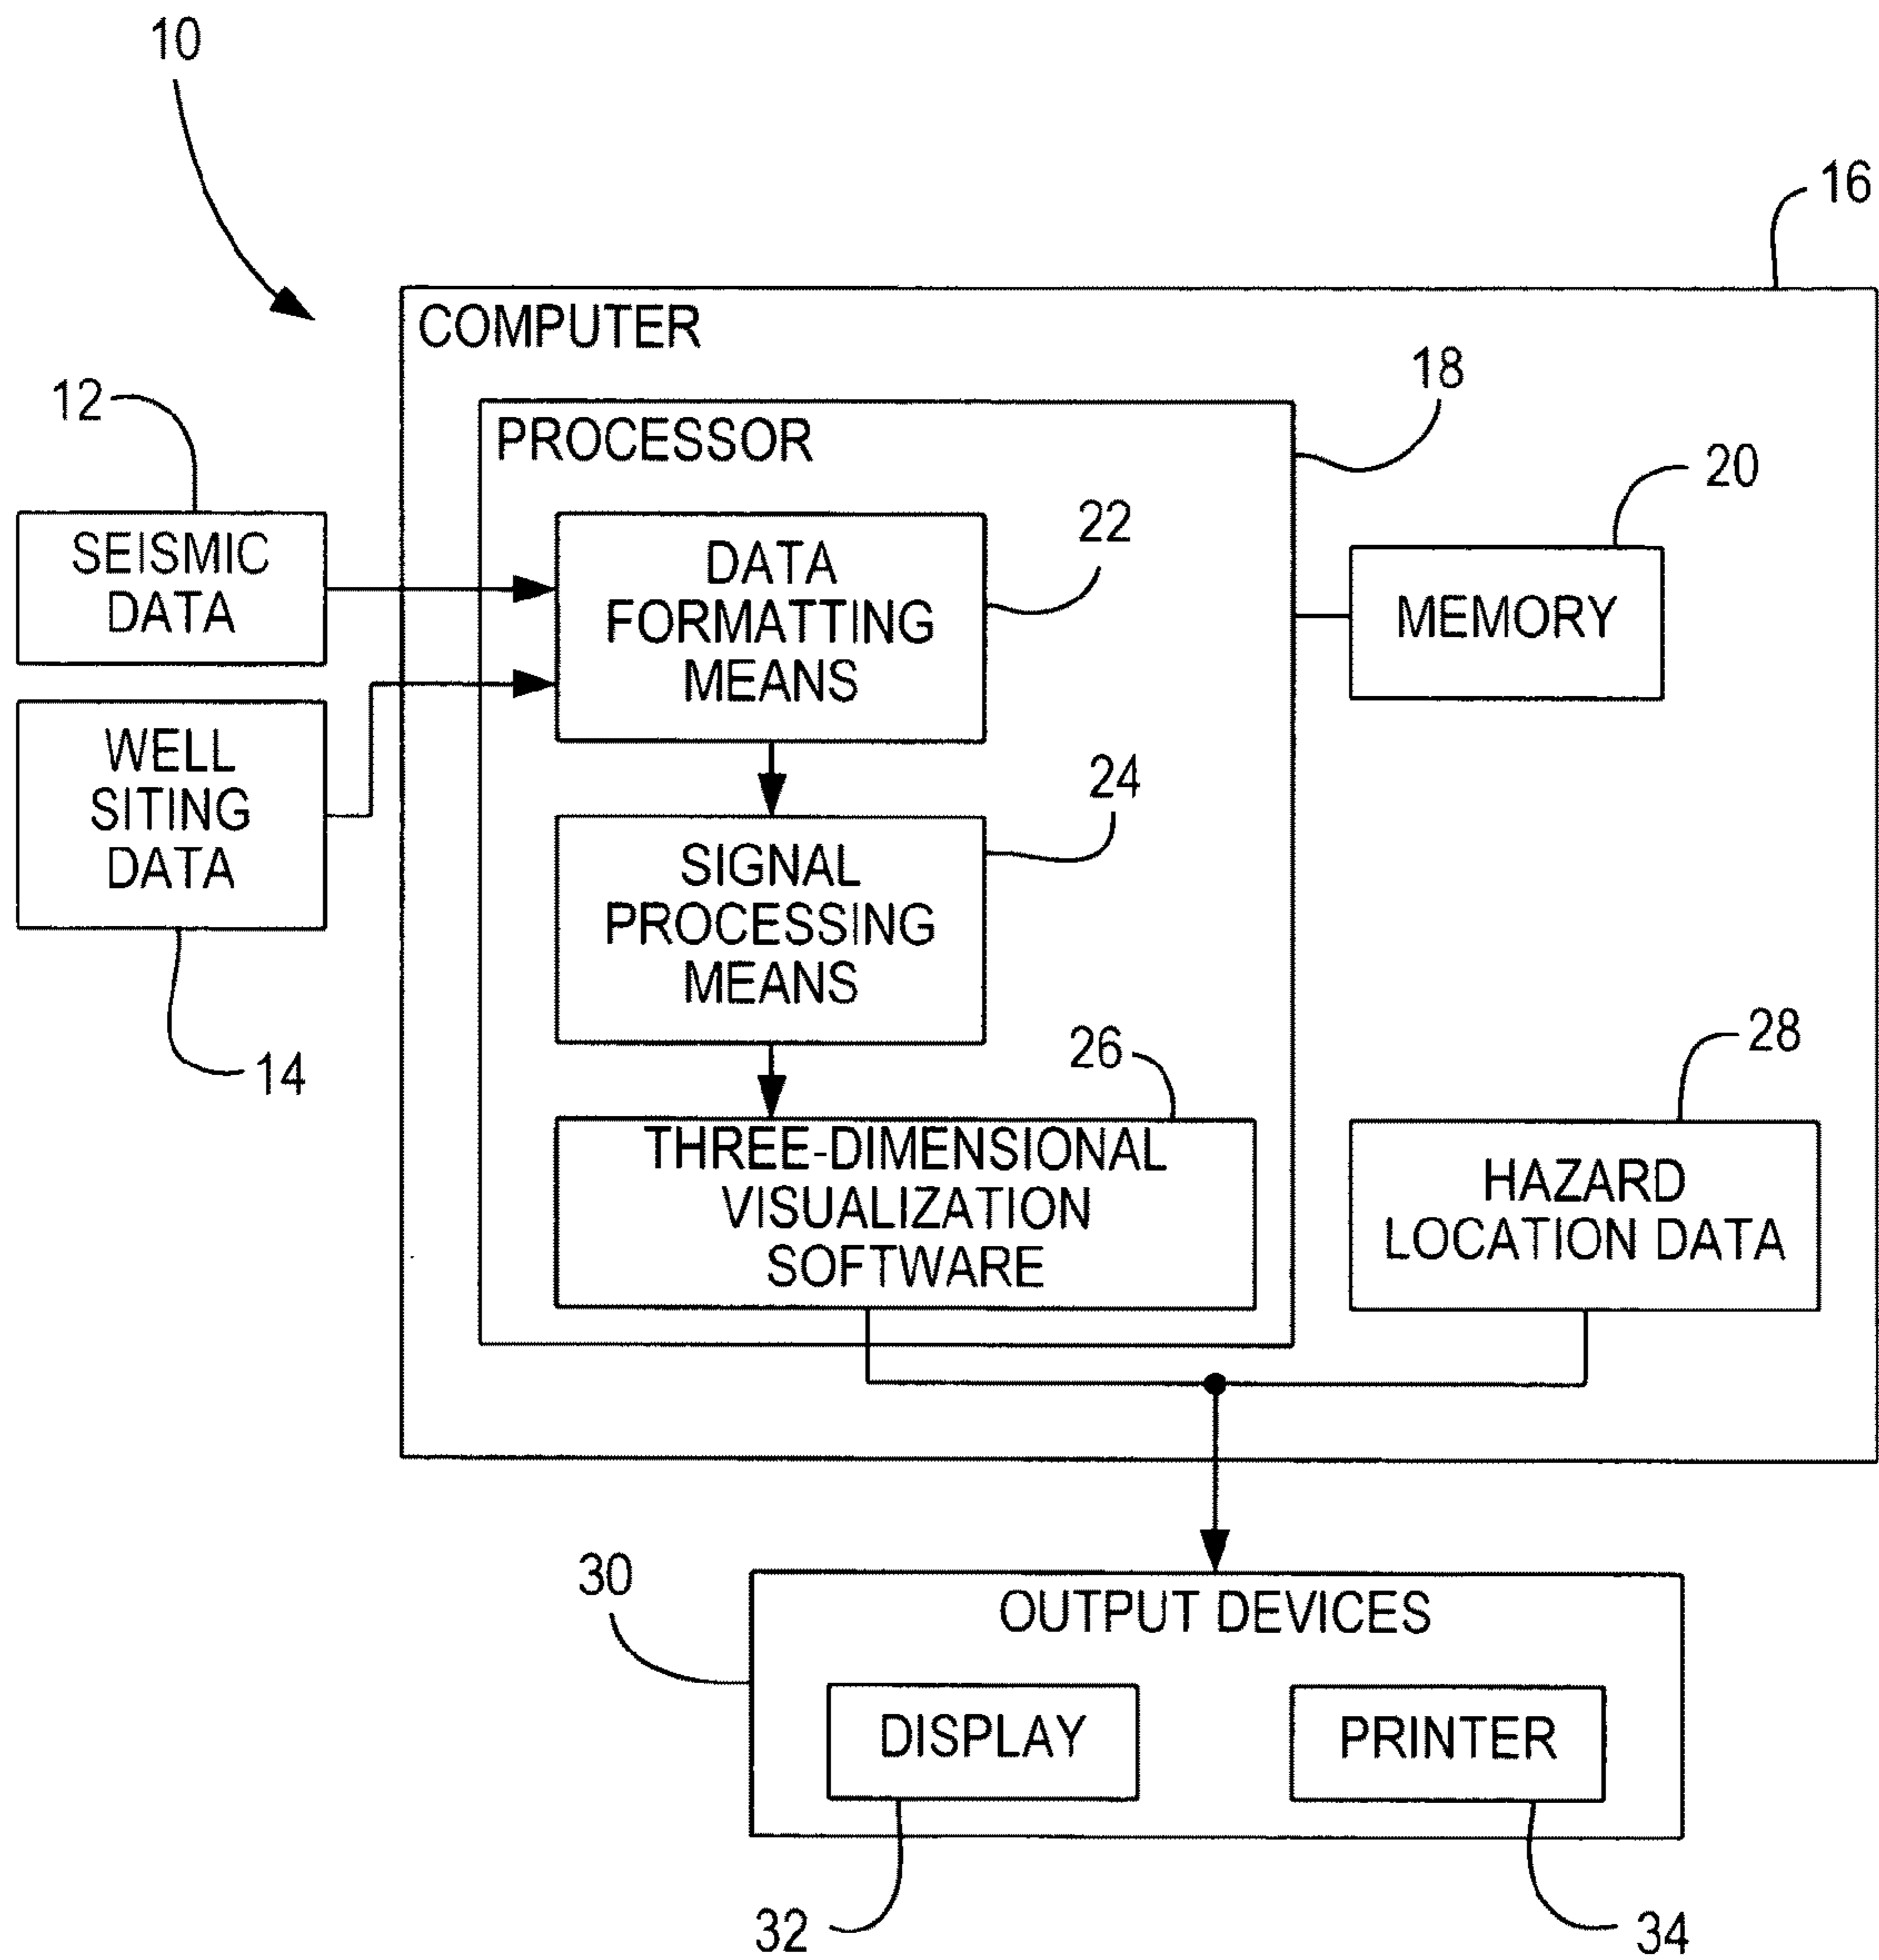 10
16
COMPUTER
18
12
PROCESSOR
20
SEISMIC
DATA
22
DATA
FORMATTING
MEANS
MEMORY
WELL
SITING
DATA
24
SIGNAL
PROCESSING
MEANS
14
26
28
THREE-DIMENSIONAL
VISUALIZATION
SOFTWARE
HAZARD
LOCATION DATA
30
OUTPUT DEVICES
DISPLAY
PRINTER
32
34